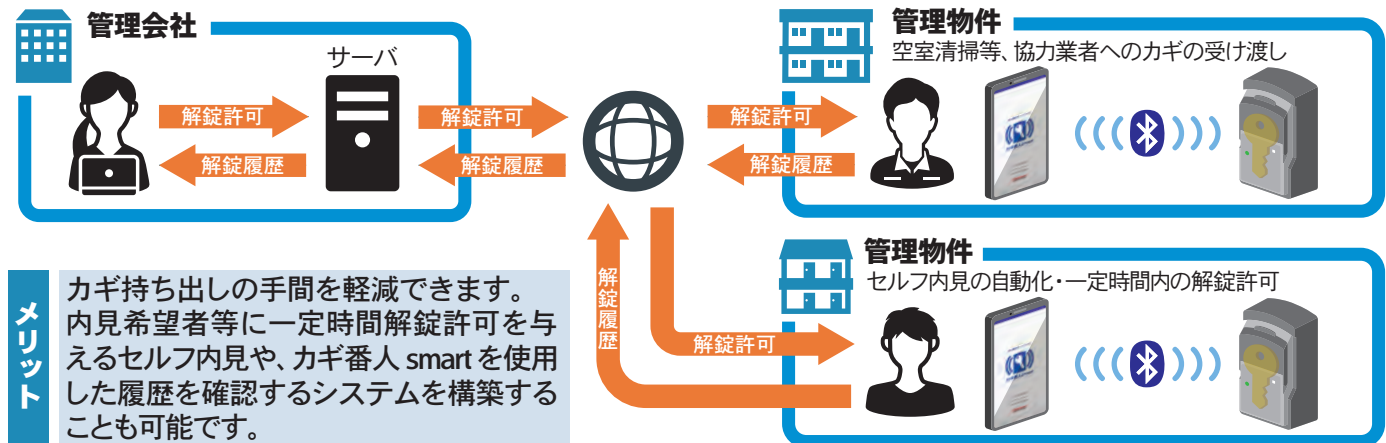 管理会社
サーバ
解錠許可
解錠履歴
解錠許可
解錠履歴
管理物件
空室清掃等、協力業者へのカギの受け渡し
解錠許可
解錠履歴
管理物件
セルフ内見の自動化・一定時間内の解錠許可
解錠履歴
解錠許可
メリット
カギ持ち出しの手間を軽減できます。
内見希望者等に一定時間解錠許可を与
えるセルフ内見や、カギ番人 smart を使用
した履歴を確認するシステムを構築する
ことも可能です。